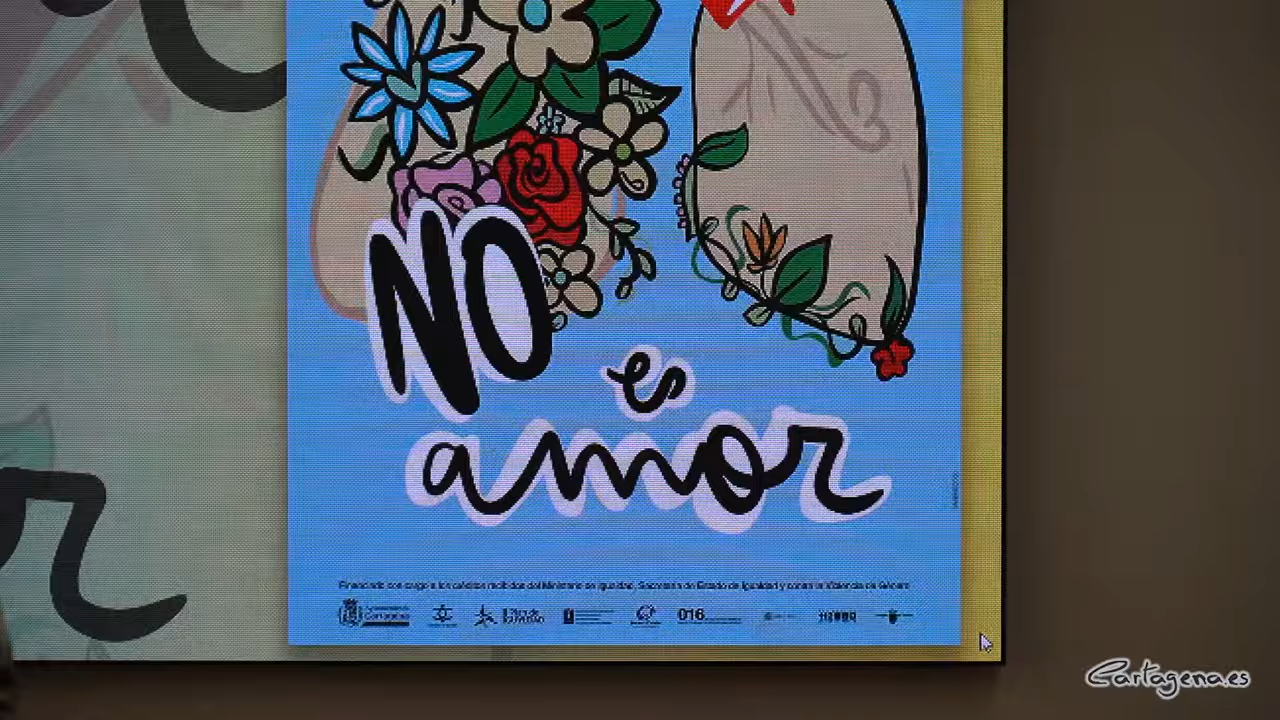 NO
es
amor
Financiado con cargo a los créditos recibidos del Ministerio de Igualdad, Secretaría de Estado de Igualdad y contra la Violencia de Género
Cartagena
016
r
Cartagena.es